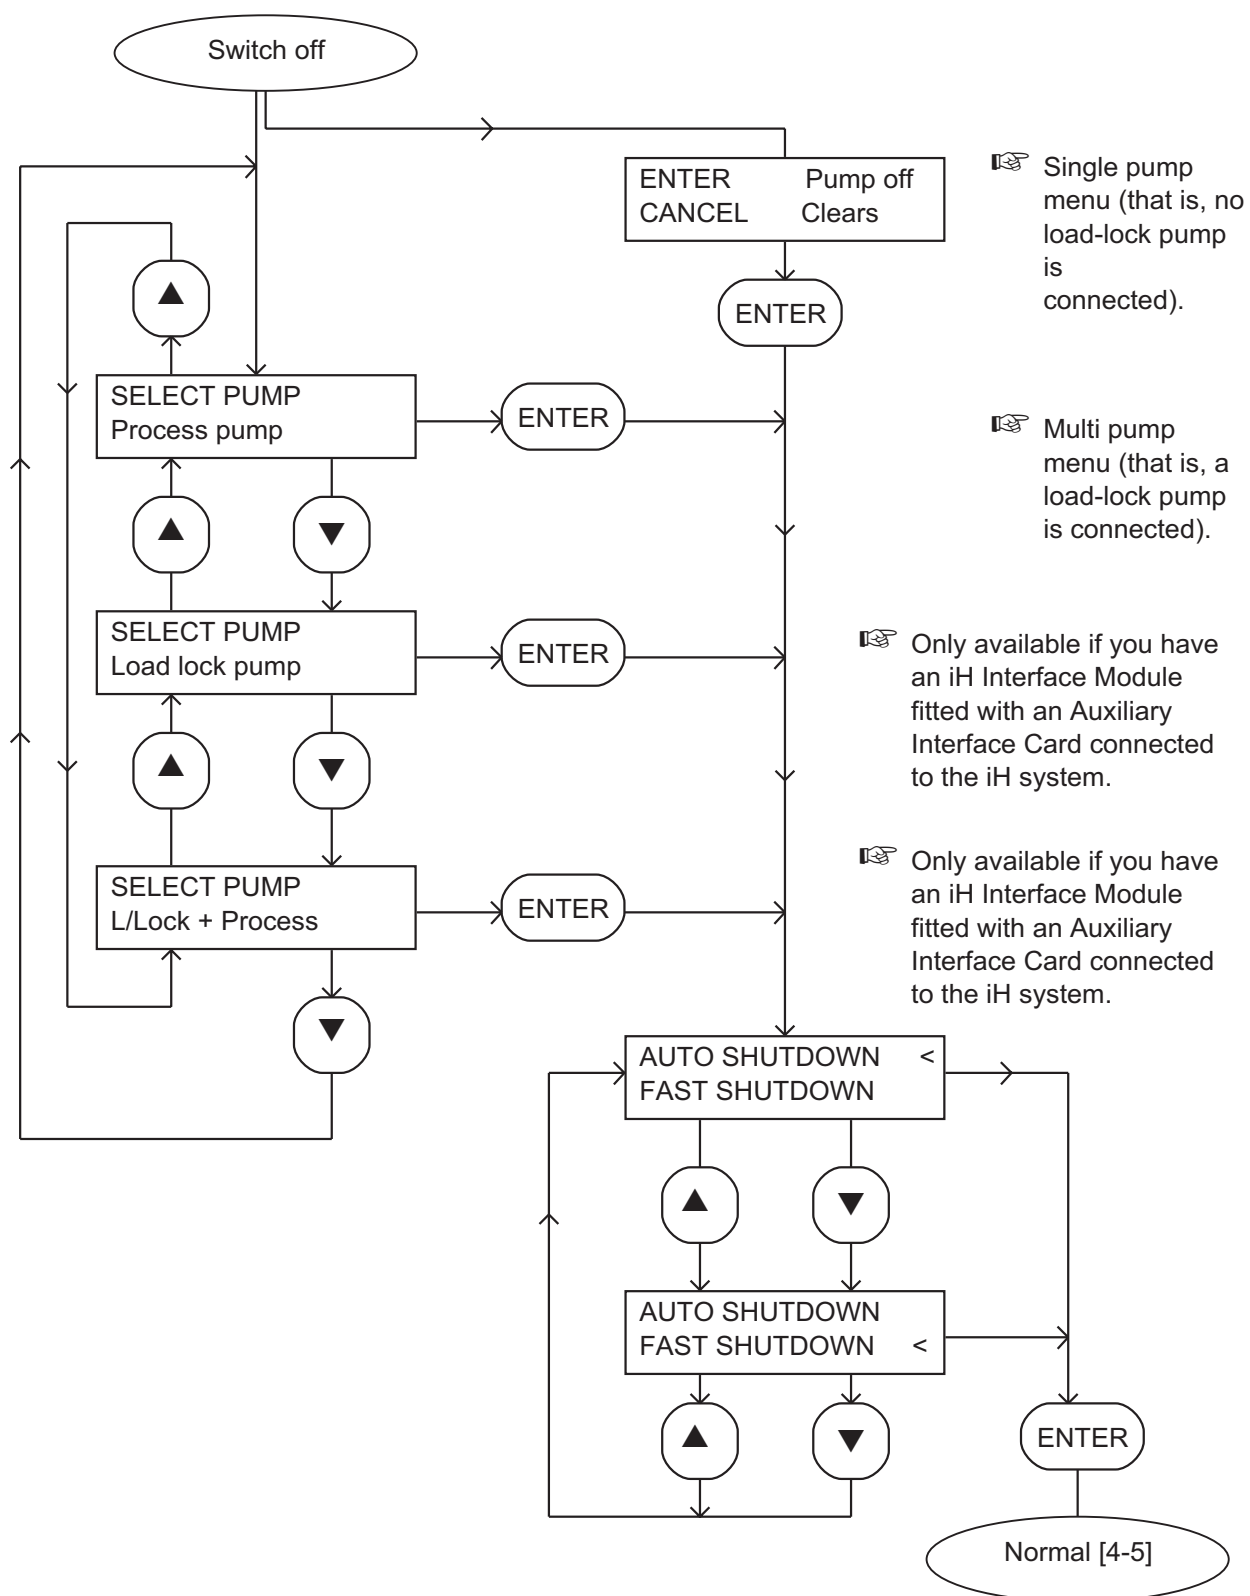 Switch off
ENTER Pump off
CANCEL Clears
☞ Single pump
menu (that is, no
load-lock pump
is
connected).
▲
ENTER
SELECT PUMP
Process pump
ENTER
☞ Multi pump
menu (that is, a
load-lock pump
is connected).
▲ ▼
SELECT PUMP
Load lock pump
ENTER
☞ Only available if you have
an iH Interface Module
fitted with an Auxiliary
Interface Card connected
to the iH system.
▲ ▼
SELECT PUMP
L/Lock + Process
ENTER
☞ Only available if you have
an iH Interface Module
fitted with an Auxiliary
Interface Card connected
to the iH system.
▼
AUTO SHUTDOWN <
FAST SHUTDOWN
▲ ▼
AUTO SHUTDOWN
FAST SHUTDOWN <
▲ ▼
ENTER
Normal [4-5]